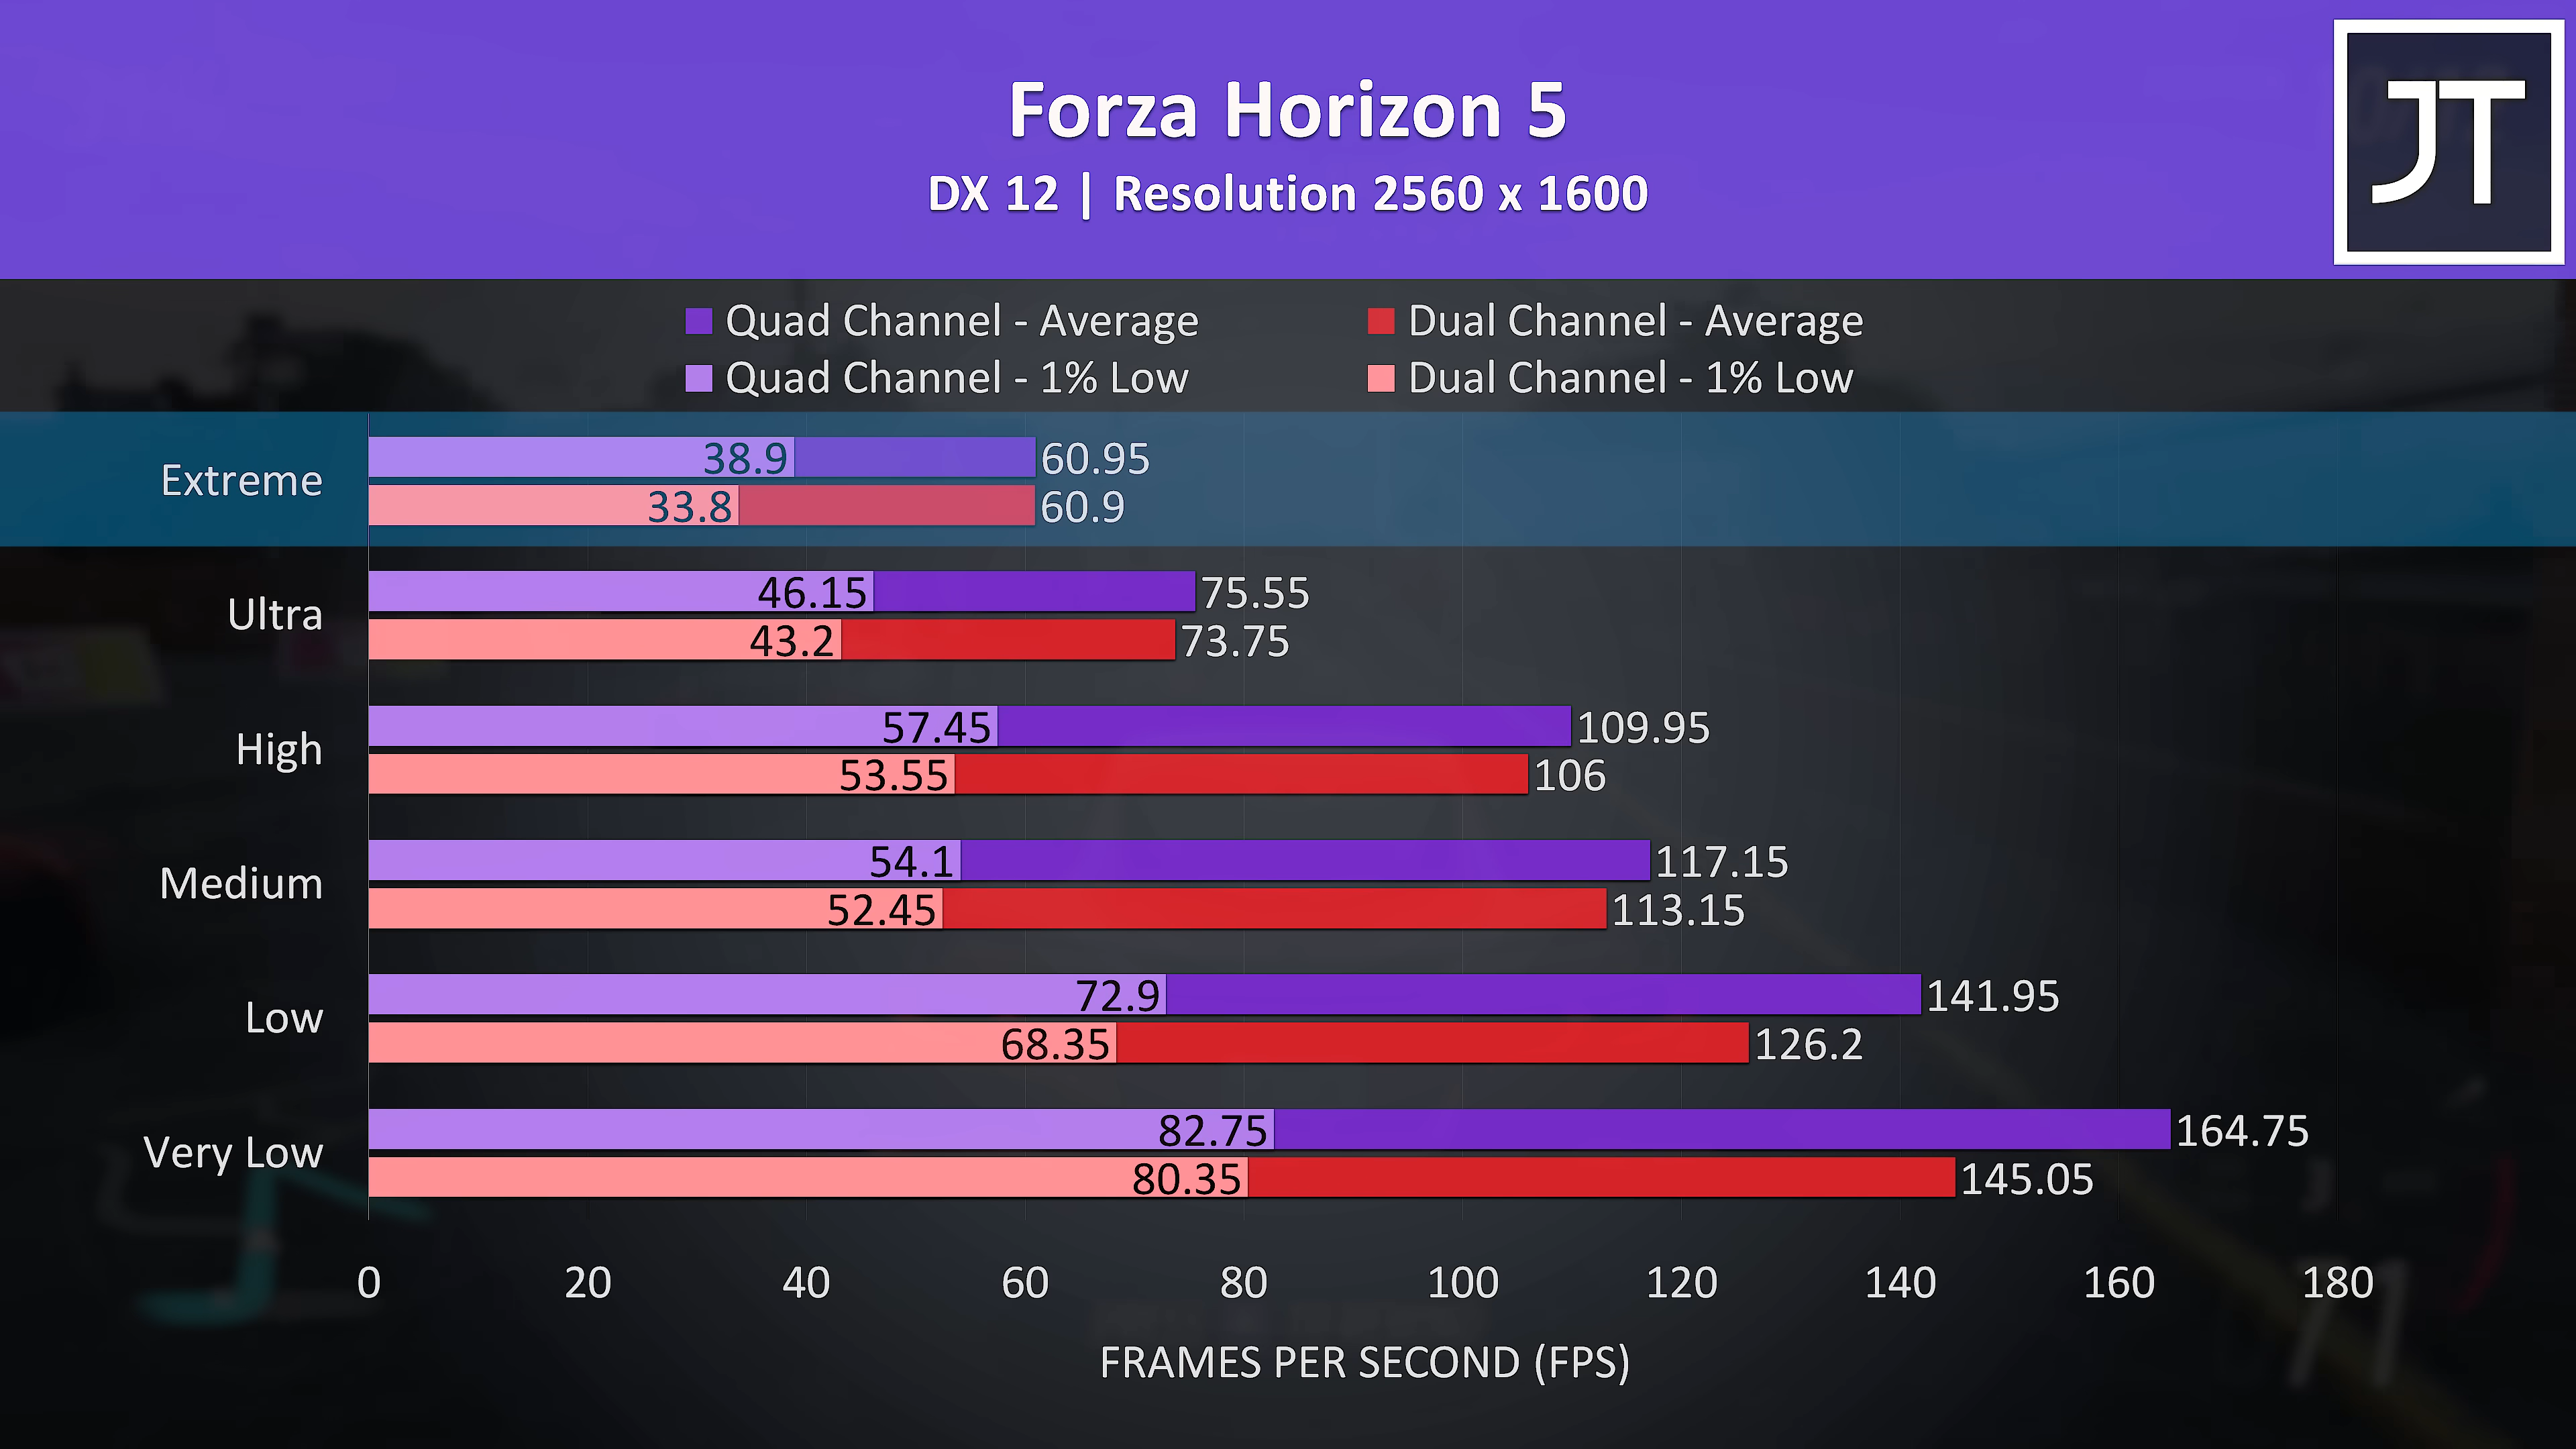 Forza Horizon 5
JT
DX 12 | Resolution 2560 x 1600
Quad Channel - Average
Dual Channel - Average
Quad Channel - 1% Low
Dual Channel - 1% Low
Extreme
38.9
60.95
33.8
60.9
Ultra
46.15
75.55
43.2
73.75
High
57.45
109.95
53.55
106
Medium
54.1
117.15
52.45
113.15
Low
72.9
141.95
68.35
126.2
Very Low
82.75
164.75
80.35
145.05
0 20 40 60 80 100 120 140 160 180
FRAMES PER SECOND (FPS)
71